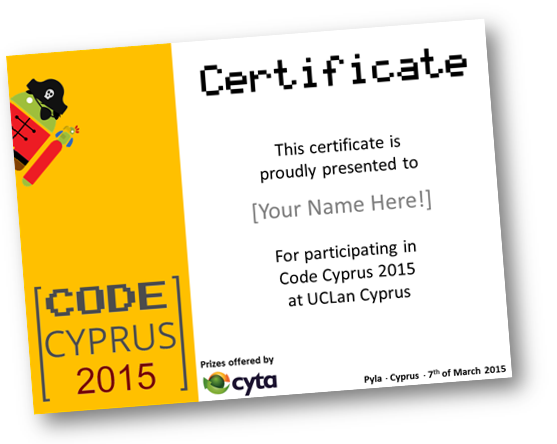 Certificate
This certificate is
proudly presented to
[Your Name Here!]
For participating in
Code Cyprus 2015
at UCLan Cyprus
[CODE
CYPRUS
2015]
Prizes offered by
cyta
Pyla · Cyprus · 7th of March 2015